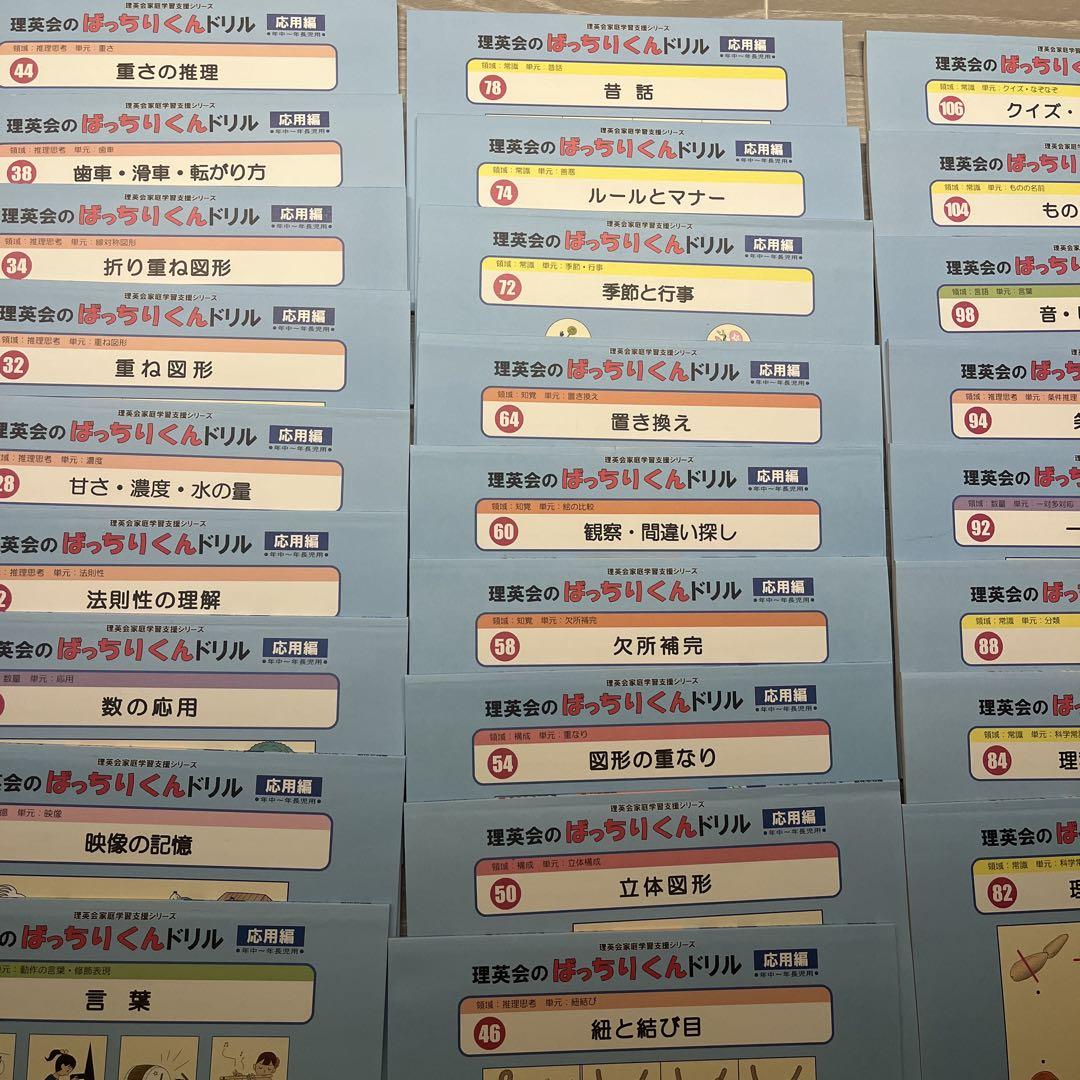 理英会家庭学習支援シリーズ
理英会の ばっちりくんドリル 応用編
●年中～年長児用●
領域：推理思考 単元：重さ
44 重さの推理
理英会家庭学習支援シリーズ
理英会の ばっちりくんドリル 応用編
●年中～年長児用●
領域：推理思考 単元：歯車
38 歯車・滑車・転がり方
理英会家庭学習支援シリーズ
理英会の ばっちりくんドリル 応用編
●年中～年長児用●
領域：推理思考 単元：線対称図形
34 折り重ね図形
理英会家庭学習支援シリーズ
理英会の ばっちりくんドリル 応用編
●年中～年長児用●
領域：推理思考 単元：重ね図形
32 重ね図形
理英会家庭学習支援シリーズ
理英会の ばっちりくんドリル 応用編
●年中～年長児用●
域：推理思考 単元：濃度
28 甘さ・濃度・水の量
理英会家庭学習支援シリーズ
英会の ばっちりくんドリル 応用編
●年中～年長児用●
：推理思考 単元：法則性
2 法則性の理解
理英会家庭学習支援シリーズ
英会の ばっちりくんドリル 応用編
●年中～年長児用●
数量 単元：応用
数の応用
理英会家庭学習支援シリーズ
会の ばっちりくんドリル 応用編
●年中～年長児用●
憶 単元：映像
映像の記憶
理英会家庭学習支援シリーズ
の ばっちりくんドリル 応用編
●年中～年長児用●
元：動作の言葉・修飾表現
言葉
理英会家庭学習支援シリーズ
理英会の ばっちりくんドリル 応用編
●年中～年長児用●
領域：常識 単元：昔話
78 昔話
理英会家庭学習支援シリーズ
理英会の ばっちりくんドリル 応用編
●年中～年長児用●
領域：常識 単元：善悪
74 ルールとマナー
理英会家庭学習支援シリーズ
理英会の ばっちりくんドリル 応用編
●年中～年長児用●
領域：常識 単元：季節・行事
72 季節と行事
理英会家庭学習支援シリーズ
理英会の ばっちりくんドリル 応用編
●年中～年長児用●
領域：知覚 単元：置き換え
64 置き換え
理英会家庭学習支援シリーズ
理英会の ばっちりくんドリル 応用編
●年中～年長児用●
領域：知覚 単元：絵の比較
60 観察・間違い探し
理英会家庭学習支援シリーズ
理英会の ばっちりくんドリル 応用編
●年中～年長児用●
領域：知覚 単元：欠所補完
58 欠所補完
理英会家庭学習支援シリーズ
理英会の ばっちりくんドリル 応用編
●年中～年長児用●
領域：構成 単元：重なり
54 図形の重なり
理英会家庭学習支援シリーズ
理英会の ばっちりくんドリル 応用編
●年中～年長児用●
領域：構成 単元：立体構成
50 立体図形
理英会家庭学習支援シリーズ
理英会の ばっちりくんドリル 応用編
●年中～年長児用●
領域：推理思考 単元：紐結び
46 紐と結び目
理英会家庭
理英会の ばっちりく
領域：常識 単元：クイズ・なぞなぞ
106 クイズ・
理英会家
理英会の ばっちり
領域：常識 単元：ものの名前
104 もの
理英会
理英会の ばっちり
領域：言語 単元：言葉
98 音・
理英会の ばっち
領域：推理思考 単元：条件推理
94
理英会の ばっち
領域：数量 単元：一対多対応
92 一
理英会の ばっ
領域：常識 単元：分類
88
理英会の ば
領域：常識 単元：科学常
84 理
理英会の ば
領域：常識 単元：科学常
82 理